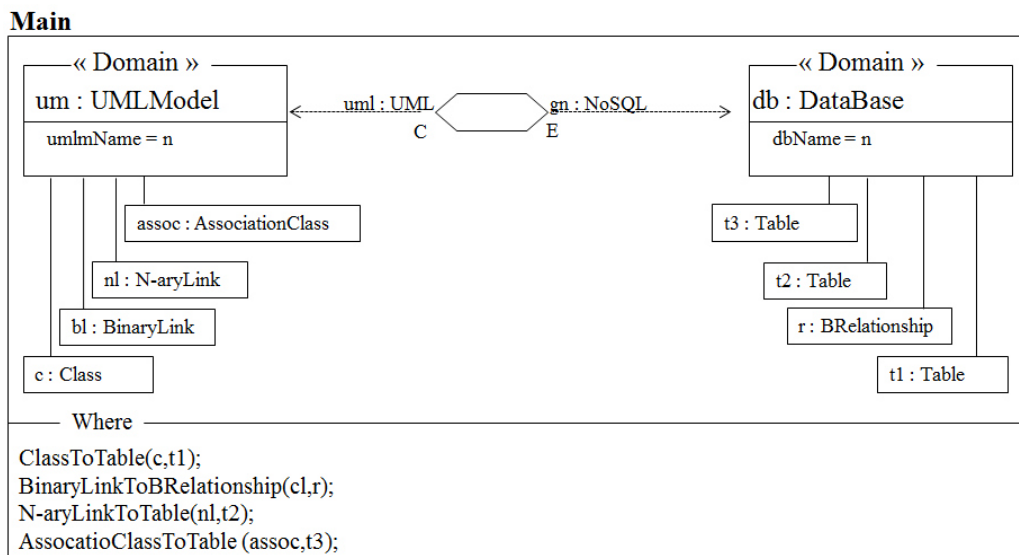 Main
« Domain »
um : UMLModel
umlmName = n
uml : UML
C
gn : NoSQL
E
« Domain »
db : DataBase
dbName = n
assoc : AssociationClass
nl : N-aryLink
bl : BinaryLink
c : Class
t3 : Table
t2 : Table
r : BRelationship
t1 : Table
Where
ClassToTable(c,t1);
BinaryLinkToBRelationship(cl,r);
N-aryLinkToTable(nl,t2);
AssocatioClassToTable (assoc,t3);